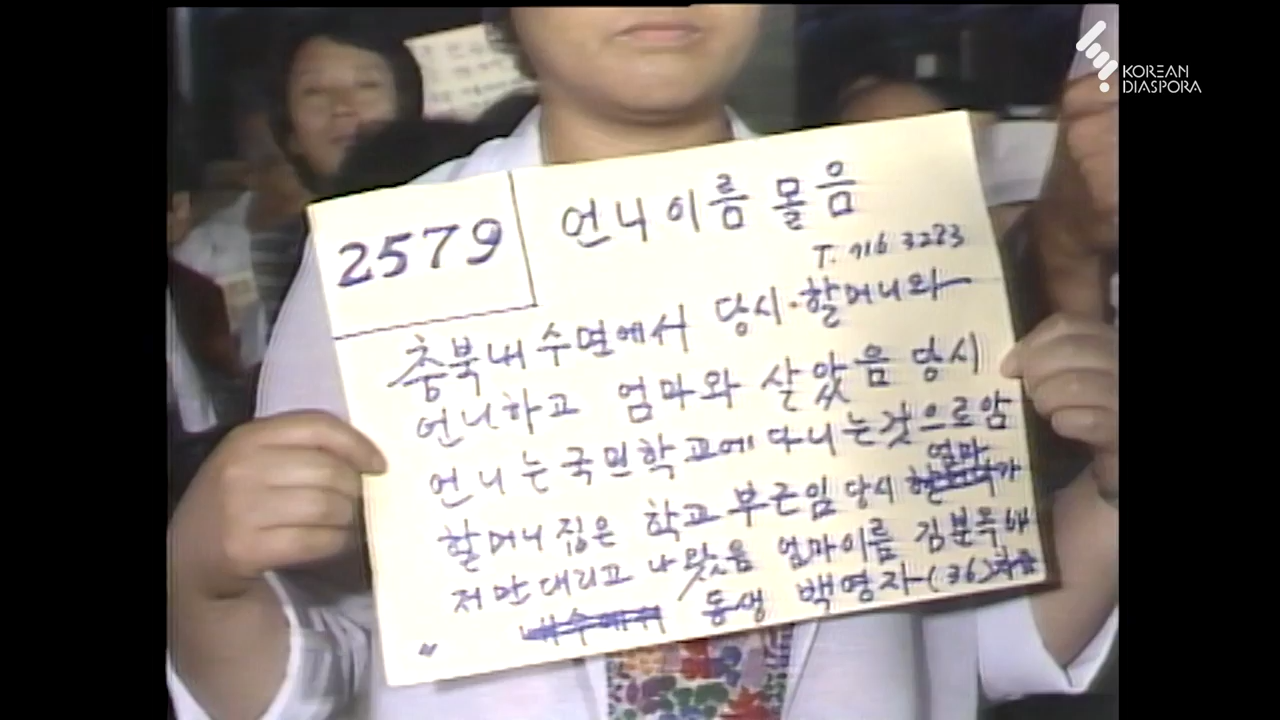 KOREAN
DIASPORA
2579
언니이름 몰음
T. 716 3283
충북내수면에서 당시·할머니와
언니하고 엄마와 살았음 당시
언니는국민학교에 다니는것으로암
할머니집은 학교부근임 당시 엄마가
저만대리고 나왔음 엄마이름 김분옥
동생 백영자(36)